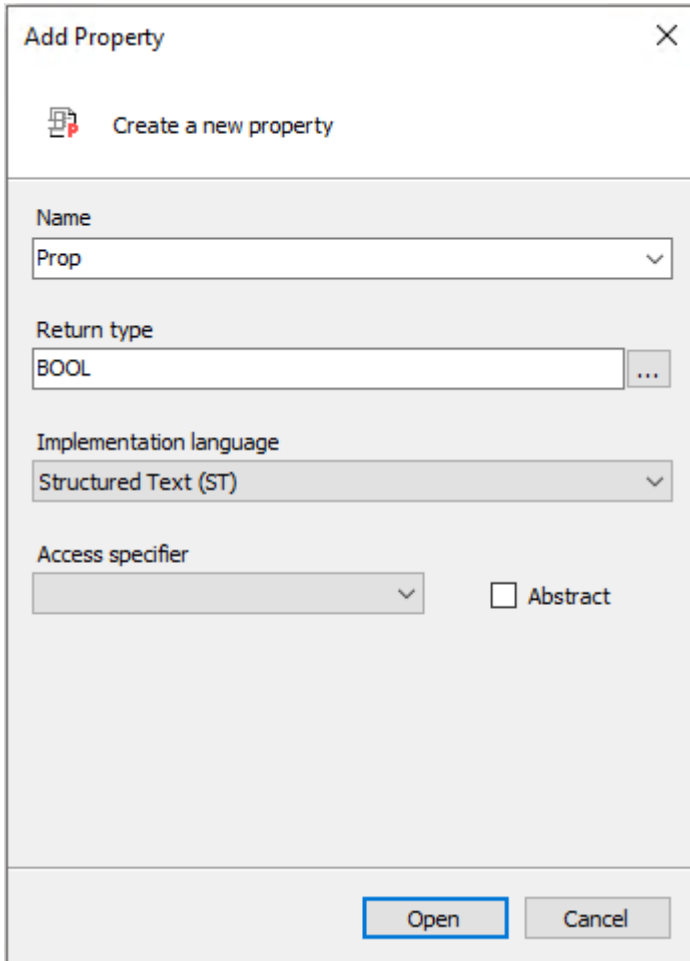 Add Property
Create a new property
Name
Prop
Return type
BOOL
...
Implementation language
Structured Text (ST)
Access specifier
Abstract
Open
Cancel